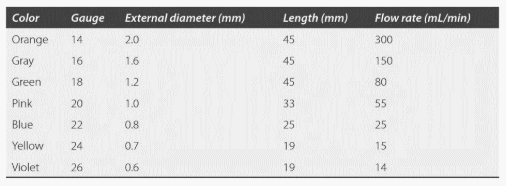 Color Gauge External diameter (mm) Length (mm) Flow rate (mL/min)
Orange 14 2.0 45 300
Gray 16 1.6 45 150
Green 18 1.2 45 80
Pink 20 1.0 33 55
Blue 22 0.8 25 25
Yellow 24 0.7 19 15
Violet 26 0.6 19 14